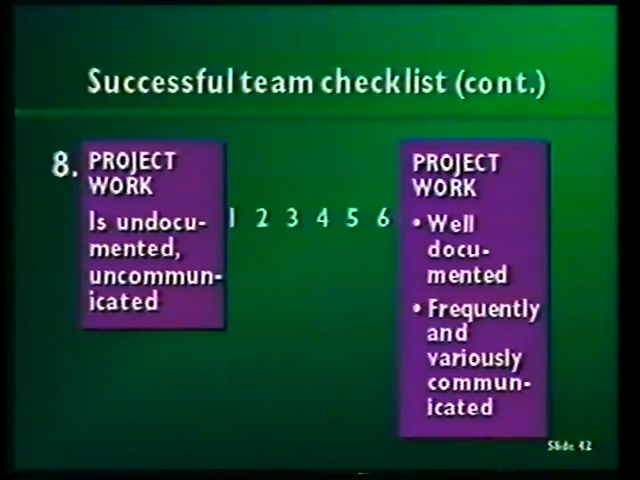 Successful team checklist (cont.)
8. PROJECT
WORK
Is undocu-
mented,
uncommun-
icated
1 2 3 4 5 6
PROJECT
WORK
• Well
docu-
mented
• Frequently
and
variously
commun-
icated
Slide 42